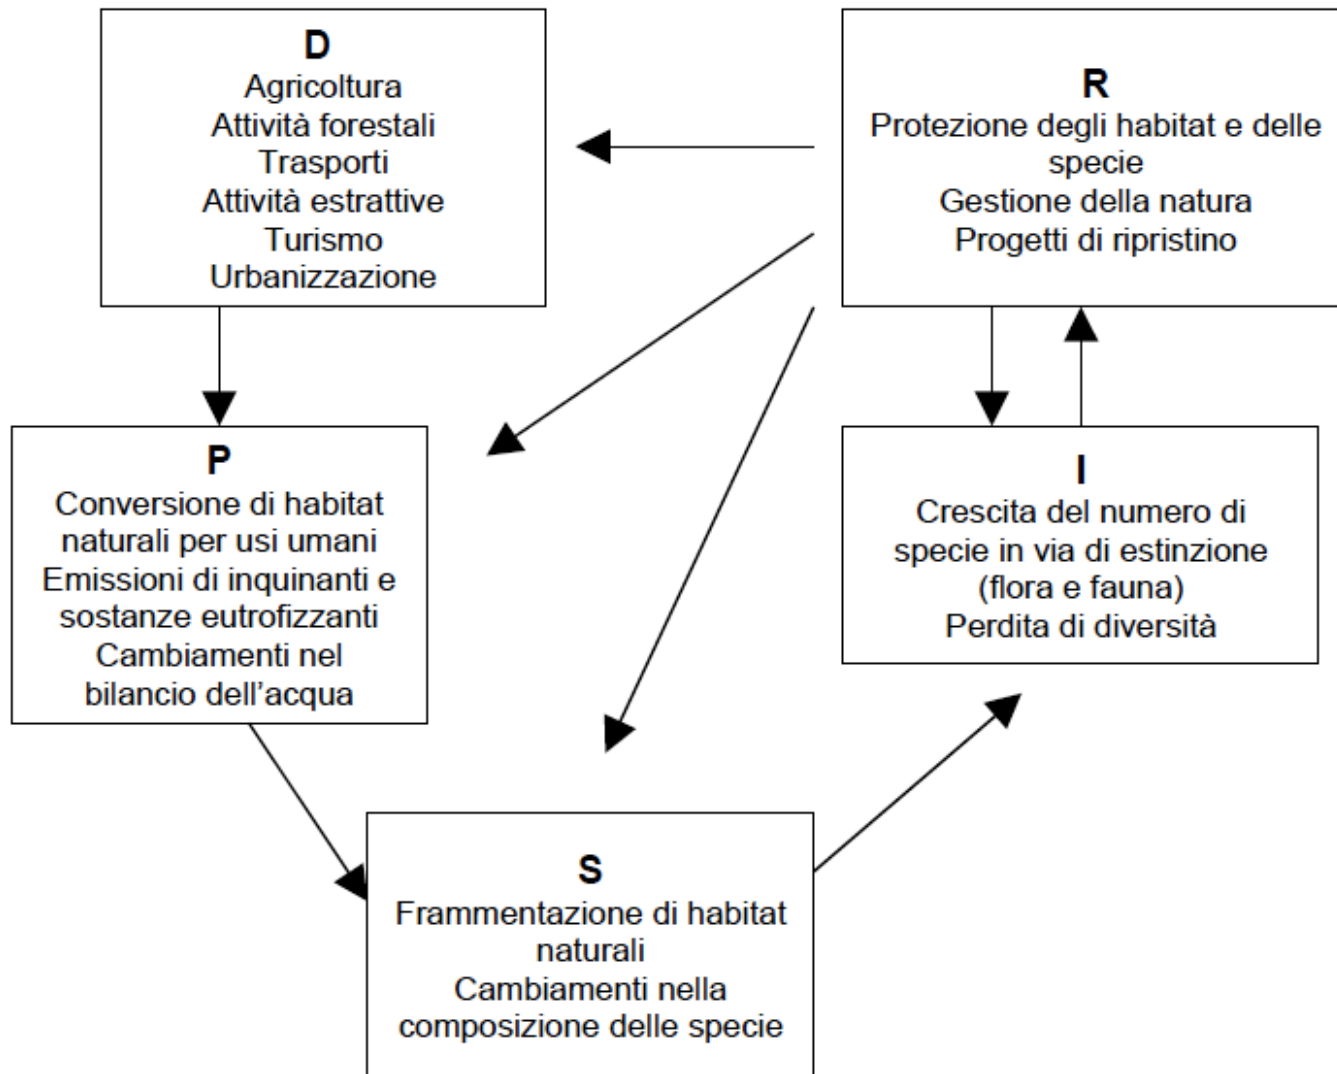 D
Agricoltura
Attività forestali
Trasporti
Attività estrattive
Turismo
Urbanizzazione
R
Protezione degli habitat e delle
specie
Gestione della natura
Progetti di ripristino
P
Conversione di habitat
naturali per usi umani
Emissioni di inquinanti e
sostanze eutrofizzanti
Cambiamenti nel
bilancio dell’acqua
I
Crescita del numero di
specie in via di estinzione
(flora e fauna)
Perdita di diversità
S
Frammentazione di habitat
naturali
Cambiamenti nella
composizione delle specie